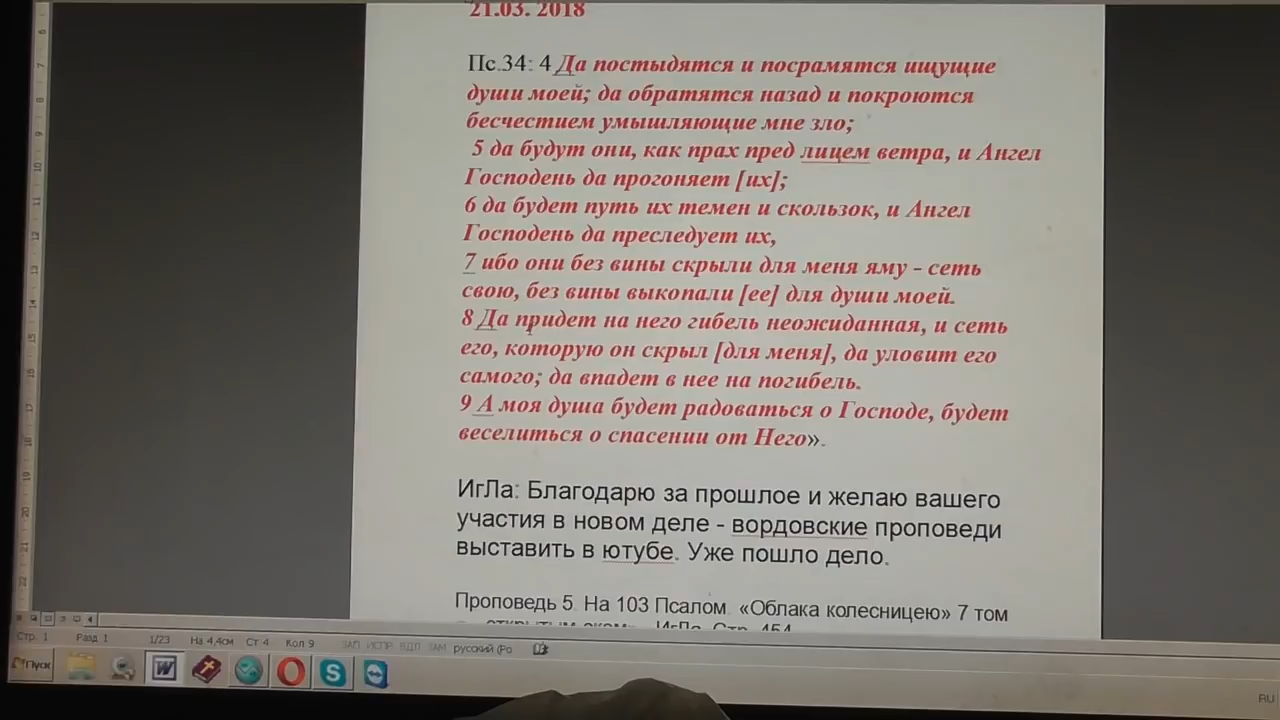 21.03. 2018
Пс.34: 4 Да постыдятся и посрамятся ищущие
души моей; да обратятся назад и покроются
бесчестием умышляющие мне зло;
5 да будут они, как прах пред лицем ветра, и Ангел
Господень да прогоняет [их];
6 да будет путь их темен и скользок, и Ангел
Господень да преследует их,
7 ибо они без вины скрыли для меня яму - сеть
свою, без вины выкопали [ее] для души моей.
8 Да придет на него гибель неожиданная, и сеть
его, которую он скрыл [для меня], да уловит его
самого; да впадет в нее на погибель.
9 А моя душа будет радоваться о Господе, будет
веселиться о спасении от Него».
ИгЛа: Благодарю за прошлое и желаю вашего
участия в новом деле - вордовские проповеди
выставить в ютубе. Уже пошло дело.
Проповедь 5. На 103 Псалом. «Облака колесницею» 7 том
Стр. 1 Разд 1 1/23 На 4,4см Ст 4 Кол 9 ЗАП ИСПР ВДЛ ЗАМ русский (Ро
Пуск
RU